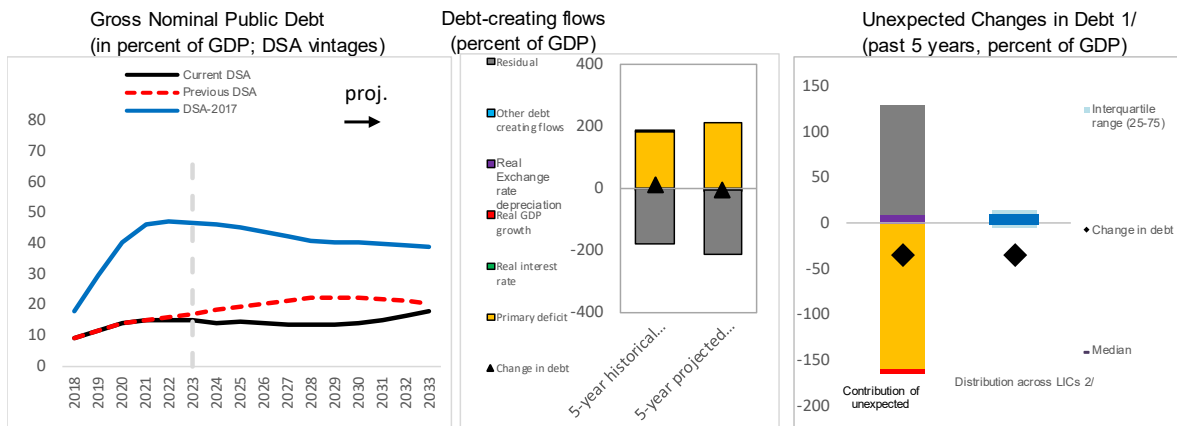 Gross Nominal Public Debt
(in percent of GDP; DSA vintages)
Current DSA
Previous DSA
DSA-2017
proj.
80
70
60
50
40
30
20
10
0
2018
2019
2020
2021
2022
2023
2024
2025
2026
2027
2028
2029
2030
2031
2032
2033
Debt-creating flows
(percent of GDP)
Residual
Other debt
creating flows
Real
Exchange
rate
depreciation
Real GDP
growth
Real interest
rate
Primary deficit
Change in debt
400
200
0
-200
-400
5-year historical...
5-year projected...
Unexpected Changes in Debt 1/
(past 5 years, percent of GDP)
150
100
50
0
-50
-100
-150
-200
Interquartile
range (25-75)
Change in debt
Median
Contribution of
unexpected
Distribution across LICs 2/